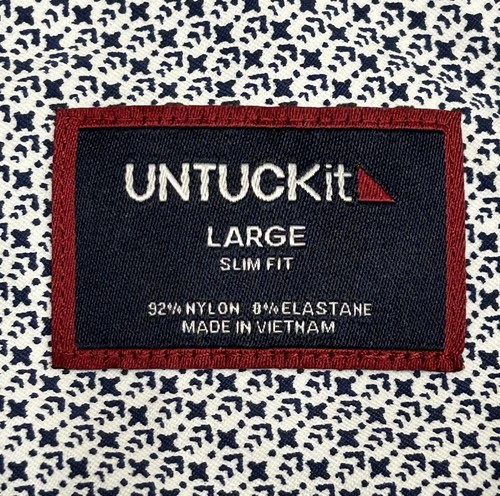 UNTUCKit
LARGE
SLIM FIT
92% NYLON 8% ELASTANE
MADE IN VIETNAM